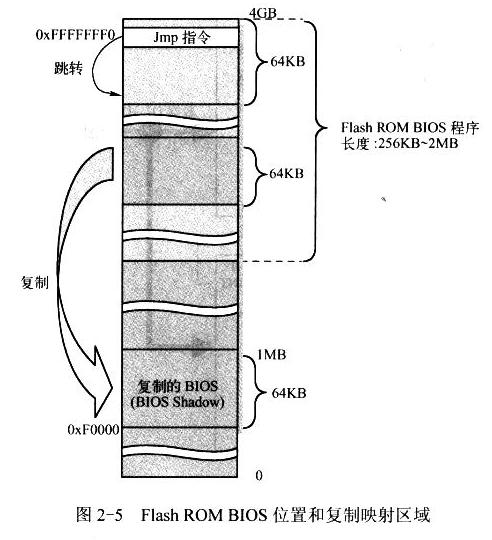 4GB
0xFFFFFFF0
Jmp 指令
跳转
64KB
Flash ROM BIOS 程序
长度 :256KB~2MB
64KB
复制
1MB
复制的 BIOS
(BIOS Shadow)
64KB
0xF0000
0
图 2-5 Flash ROM BIOS 位置和复制映射区域